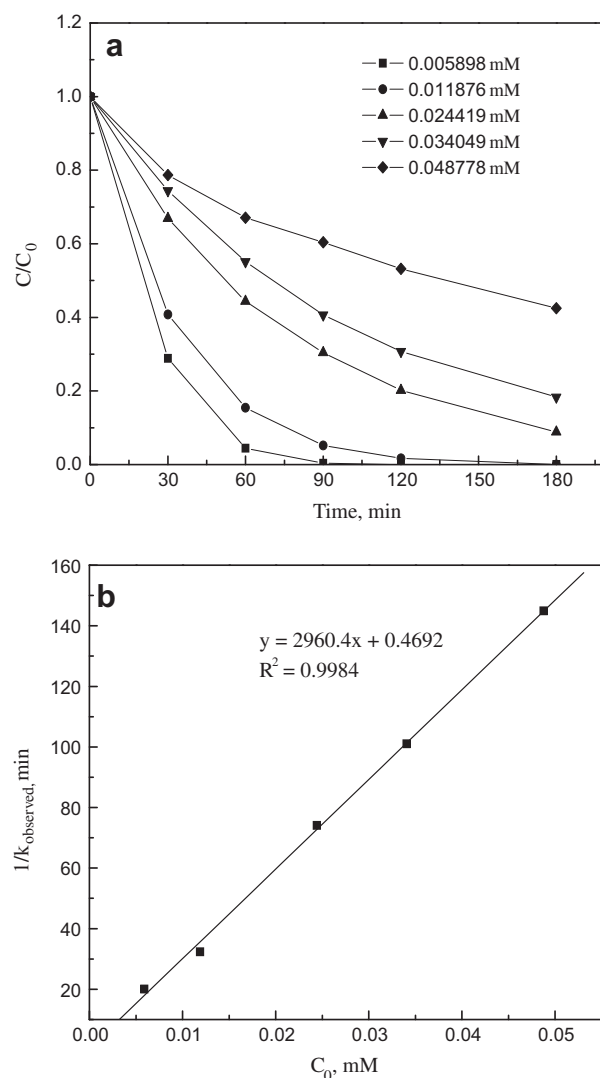 a
0.005898 mM
0.011876 mM
0.024419 mM
0.034049 mM
0.048778 mM
1.2
1.0
0.8
0.6
0.4
0.2
0.0
C/C0
0 30 60 90 120 150 180
Time, min
b
y = 2960.4x + 0.4692
R² = 0.9984
160
140
120
100
80
60
40
20
1/kobserved, min
0.00 0.01 0.02 0.03 0.04 0.05
C0, mM